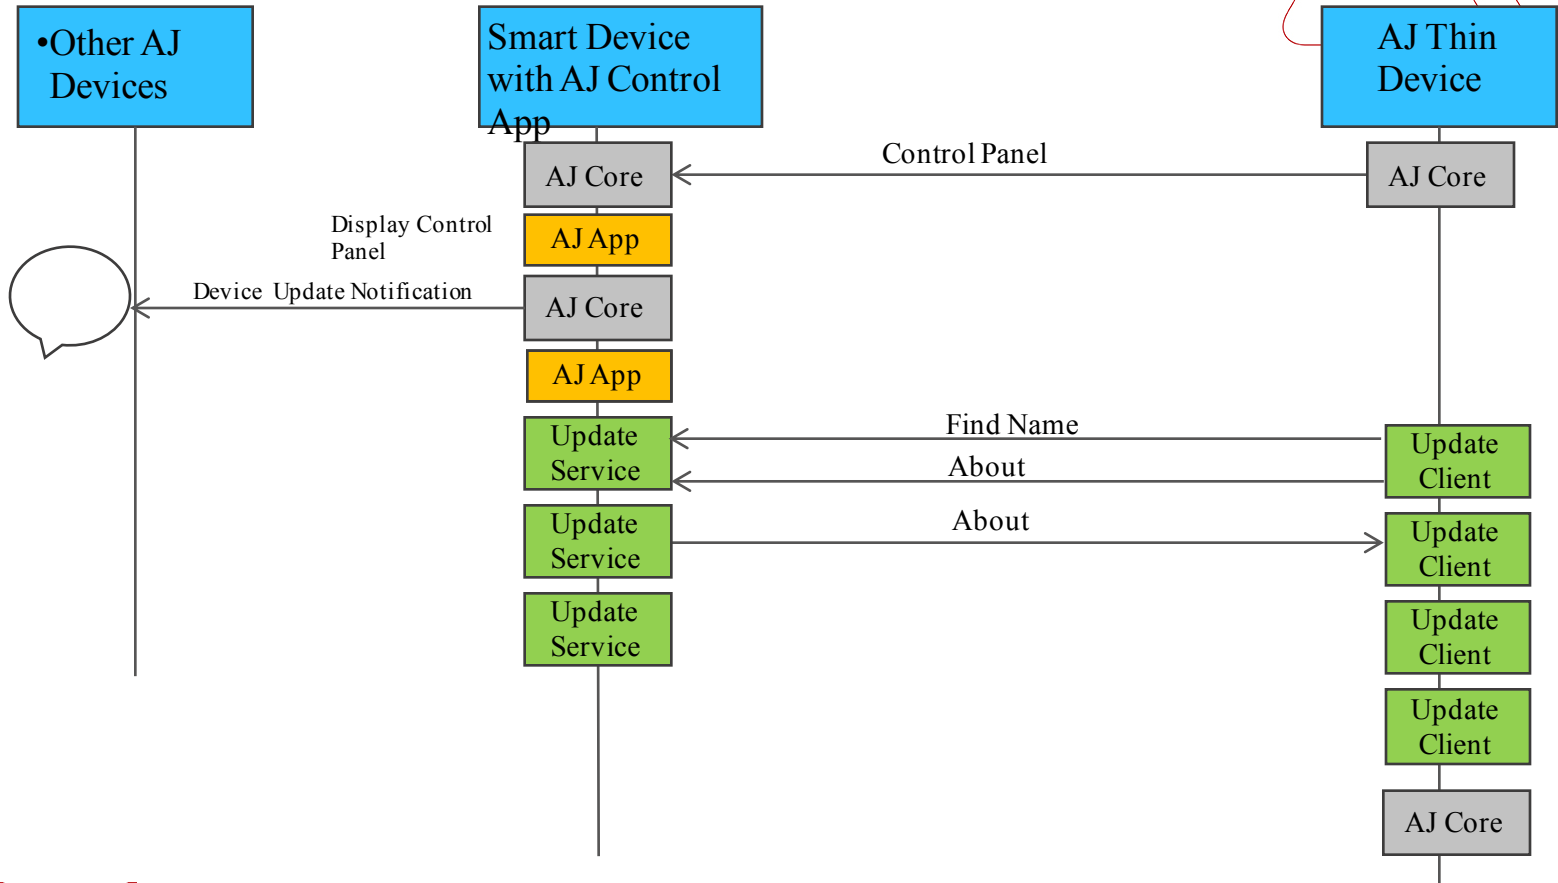 •Other AJ
Devices
Smart Device
with AJ Control
App
AJ Thin
Device
Control Panel
AJ Core
AJ Core
Display Control
Panel
AJ App
Device Update Notification
AJ Core
AJ App
Find Name
Update
Service
Update
Client
About
Update
Service
About
Update
Client
Update
Service
Update
Client
Update
Client
AJ Core